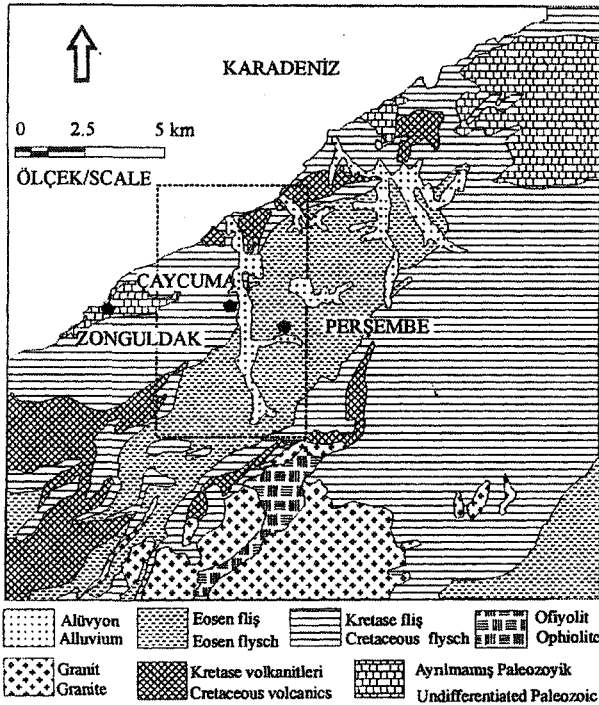 KARADENİZ
0 2.5 5 km
ÖLÇEK/SCALE
ÇAYCUMA
ZONGULDAK
PERŞEMBE
Alüvyon
Alluvium
Eosen fliş
Eosen flysch
Kretase fliş
Cretaceous flysch
Ofiyolit
Ophiolite
Granit
Granite
Kretase volkanitleri
Cretaceous volcanics
Ayrılmamış Paleozoyik
Undifferentiated Paleozoic